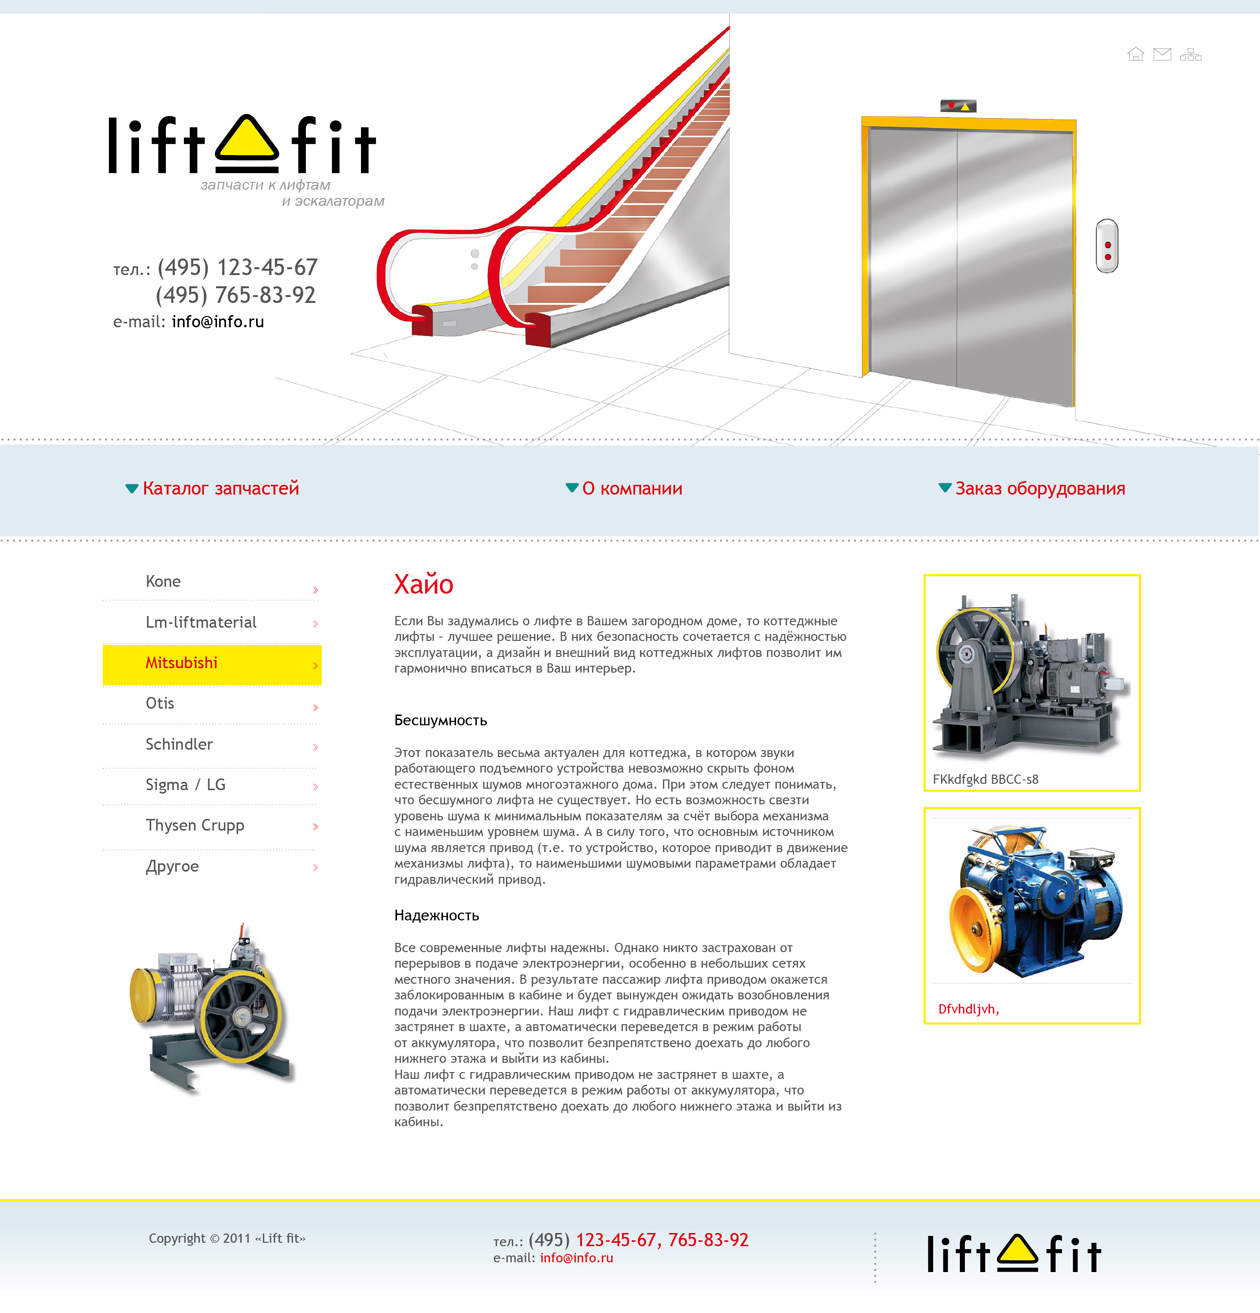 lift fit
запчасти к лифтам
и эскалаторам
тел.: (495) 123-45-67
(495) 765-83-92
e-mail: info@info.ru
Каталог запчастей
О компании
Заказ оборудования
Kone
Lm-liftmaterial
Mitsubishi
Otis
Schindler
Sigma / LG
Thysen Crupp
Другое
Хайо
Если Вы задумались о лифте в Вашем загородном доме, то коттеджные
лифты – лучшее решение. В них безопасность сочетается с надёжностью
эксплуатации, а дизайн и внешний вид коттеджных лифтов позволит им
гармонично вписаться в Ваш интерьер.
Бесшумность
Этот показатель весьма актуален для коттеджа, в котором звуки
работающего подъемного устройства невозможно скрыть фоном
естественных шумов многоэтажного дома. При этом следует понимать,
что бесшумного лифта не существует. Но есть возможность свезти
уровень шума к минимальным показателям за счёт выбора механизма
с наименьшим уровнем шума. А в силу того, что основным источником
шума является привод (т.е. то устройство, которое приводит в движение
механизмы лифта), то наименьшими шумовыми параметрами обладает
гидравлический привод.
Надежность
Все современные лифты надежны. Однако никто застрахован от
перерывов в подаче электроэнергии, особенно в небольших сетях
местного значения. В результате пассажир лифта приводом окажется
заблокированным в кабине и будет вынужден ожидать возобновления
подачи электроэнергии. Наш лифт с гидравлическим приводом не
застрянет в шахте, а автоматически переведется в режим работы
от аккумулятора, что позволит безпрепятствено доехать до любого
нижнего этажа и выйти из кабины.
Наш лифт с гидравлическим приводом не застрянет в шахте, а
автоматически переведется в режим работы от аккумулятора, что
позволит безпрепятствено доехать до любого нижнего этажа и выйти из
кабины.
FKkdfgkd BBCC-s8
Dfvhdljvh,
Copyright © 2011 «Lift fit»
тел.: (495) 123-45-67, 765-83-92
e-mail: info@info.ru
lift fit